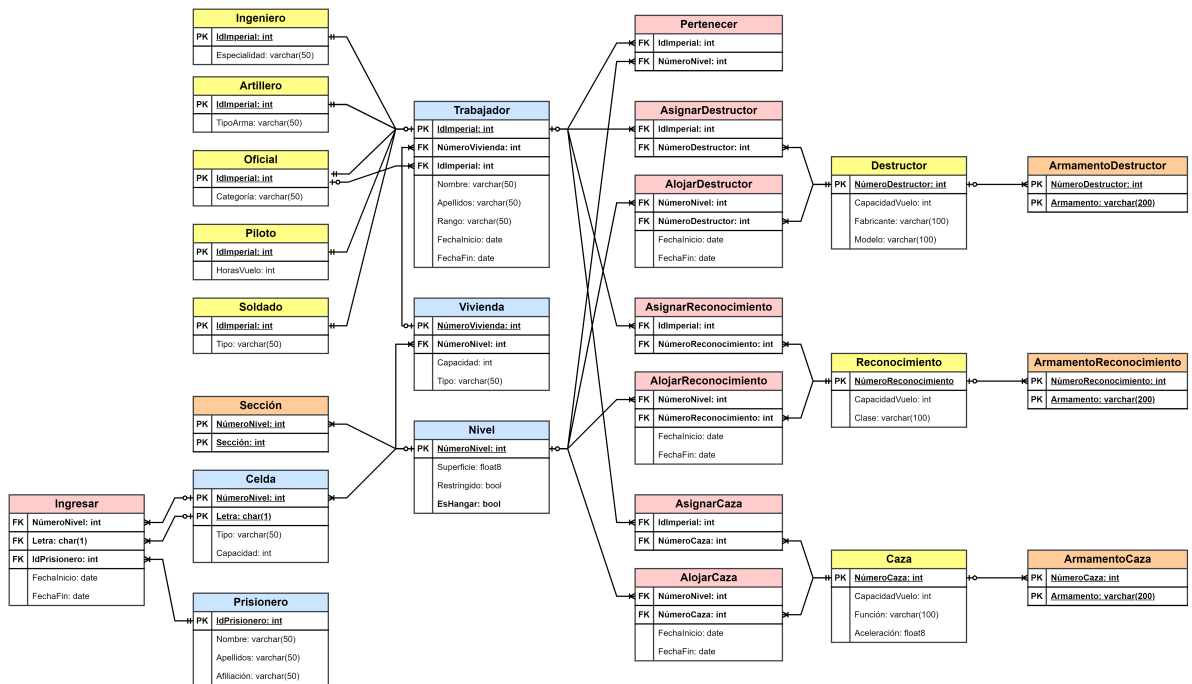 Ingeniero
PK IdImperial: int
Especialidad: varchar(50)
Artillero
PK IdImperial: int
TipoArma: varchar(50)
Oficial
PK IdImperial: int
Categoría: varchar(50)
Piloto
PK IdImperial: int
HorasVuelo: int
Soldado
PK IdImperial: int
Tipo: varchar(50)
Sección
PK NúmeroNivel: int
PK Sección: int
Celda
PK NúmeroNivel: int
PK Letra: char(1)
Tipo: varchar(50)
Capacidad: int
Ingresar
FK NúmeroNivel: int
FK Letra: char(1)
FK IdPrisionero: int
FechaInicio: date
FechaFin: date
Prisionero
PK IdPrisionero: int
Nombre: varchar(50)
Apellidos: varchar(50)
Afiliación: varchar(50)
Trabajador
PK IdImperial: int
FK NúmeroVivienda: int
FK IdImperial: int
Nombre: varchar(50)
Apellidos: varchar(50)
Rango: varchar(50)
FechaInicio: date
FechaFin: date
Vivienda
PK NúmeroVivienda: int
FK NúmeroNivel: int
Capacidad: int
Tipo: varchar(50)
Nivel
PK NúmeroNivel: int
Superficie: float8
Restringido: bool
EsHangar: bool
Pertenecer
FK IdImperial: int
FK NúmeroNivel: int
AsignarDestructor
FK IdImperial: int
FK NúmeroDestructor: int
AlojarDestructor
FK NúmeroNivel: int
FK NúmeroDestructor: int
FechaInicio: date
FechaFin: date
AsignarReconocimiento
FK IdImperial: int
FK NúmeroReconocimiento: int
AlojarReconocimiento
FK NúmeroNivel: int
FK NúmeroReconocimiento: int
FechaInicio: date
FechaFin: date
AsignarCaza
FK IdImperial: int
FK NúmeroCaza: int
AlojarCaza
FK NúmeroNivel: int
FK NúmeroCaza: int
FechaInicio: date
FechaFin: date
Destructor
PK NúmeroDestructor: int
CapacidadVuelo: int
Fabricante: varchar(100)
Modelo: varchar(100)
Reconocimiento
PK NúmeroReconocimiento
CapacidadVuelo: int
Clase: varchar(100)
Caza
PK NúmeroCaza: int
CapacidadVuelo: int
Función: varchar(100)
Aceleración: float8
ArmamentoDestructor
PK NúmeroDestructor: int
PK Armamento: varchar(200)
ArmamentoReconocimiento
PK NúmeroReconocimiento: int
PK Armamento: varchar(200)
ArmamentoCaza
PK NúmeroCaza: int
PK Armamento: varchar(200)